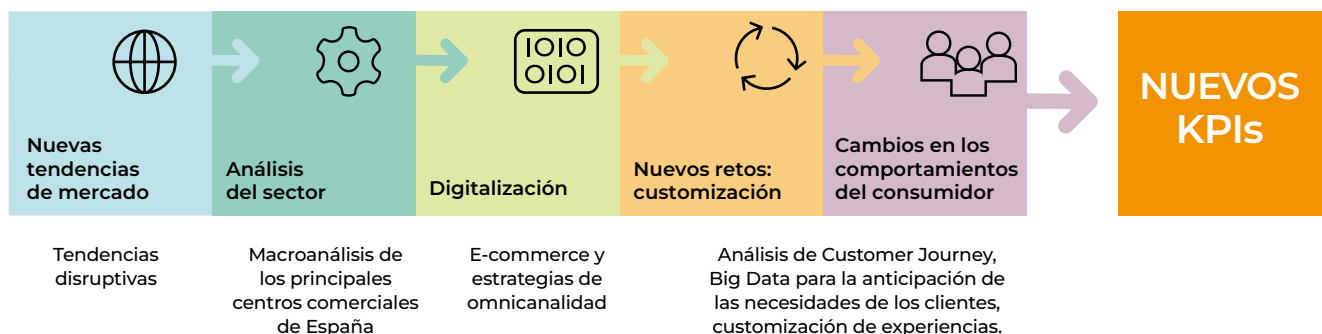 IOIO
OIOI
Nuevas
tendencias
de mercado
Análisis
del sector
Digitalización
Nuevos retos:
customización
Cambios en los
comportamientos
del consumidor
NUEVOS
KPIs
Tendencias
disruptivas
Macroanálisis de
los principales
centros comerciales
de España
E-commerce y
estrategias de
omnicanalidad
Análisis de Customer Journey,
Big Data para la anticipación de
las necesidades de los clientes,
customización de experiencias.